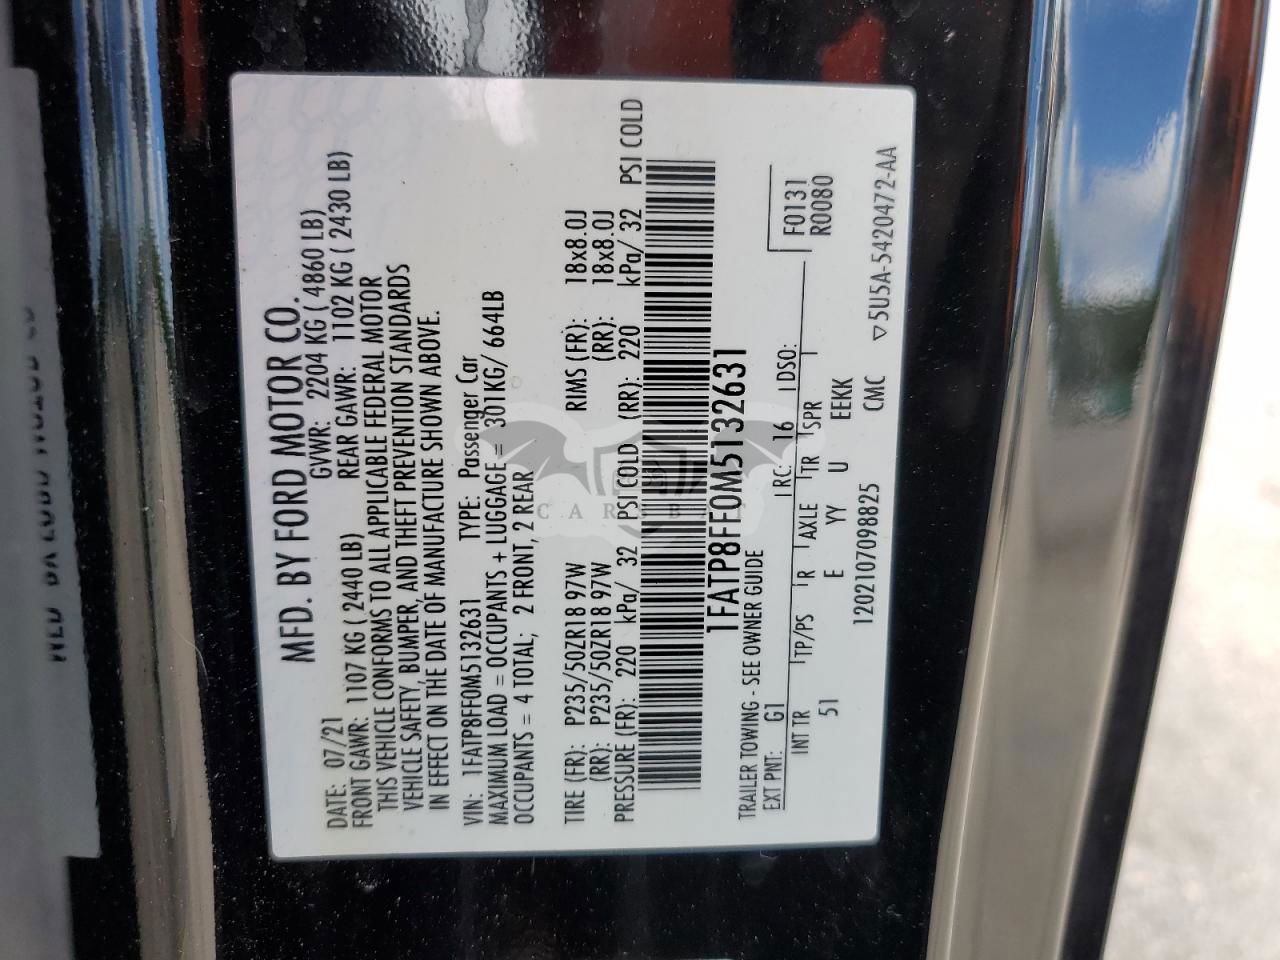 MFD. BY FORD MOTOR CO.
DATE: 07/21 GVWR: 2204 KG ( 4860 LB)
FRONT GAWR: 1107 KG ( 2440 LB) REAR GAWR: 1102 KG ( 2430 LB)
THIS VEHICLE CONFORMS TO ALL APPLICABLE FEDERAL MOTOR
VEHICLE SAFETY, BUMPER, AND THEFT PREVENTION STANDARDS
IN EFFECT ON THE DATE OF MANUFACTURE SHOWN ABOVE.
VIN: 1FATP8FF0M5132631 TYPE: Passenger Car
MAXIMUM LOAD = OCCUPANTS + LUGGAGE = 301KG/ 664LB
OCCUPANTS = 4 TOTAL; 2 FRONT, 2 REAR
TIRE (FR): P235/50ZR18 97W RIMS (FR): 18x8.0J
(RR): P235/50ZR18 97W (RR): 18x8.0J
PRESSURE (FR): 220 kPa/ 32 PSI COLD (RR): 220 kPa/ 32 PSI COLD
1FATP8FF0M5132631
TRAILER TOWING - SEE OWNER GUIDE
EXT PNT: G1 RC: 16 DSO:
F0131
R0080
INT TR TP/PS R AXLE TR SPR
51 E YY U EEKK
120210709 8825 CMC
▽5U5A-5420472-AA
CARSBAT